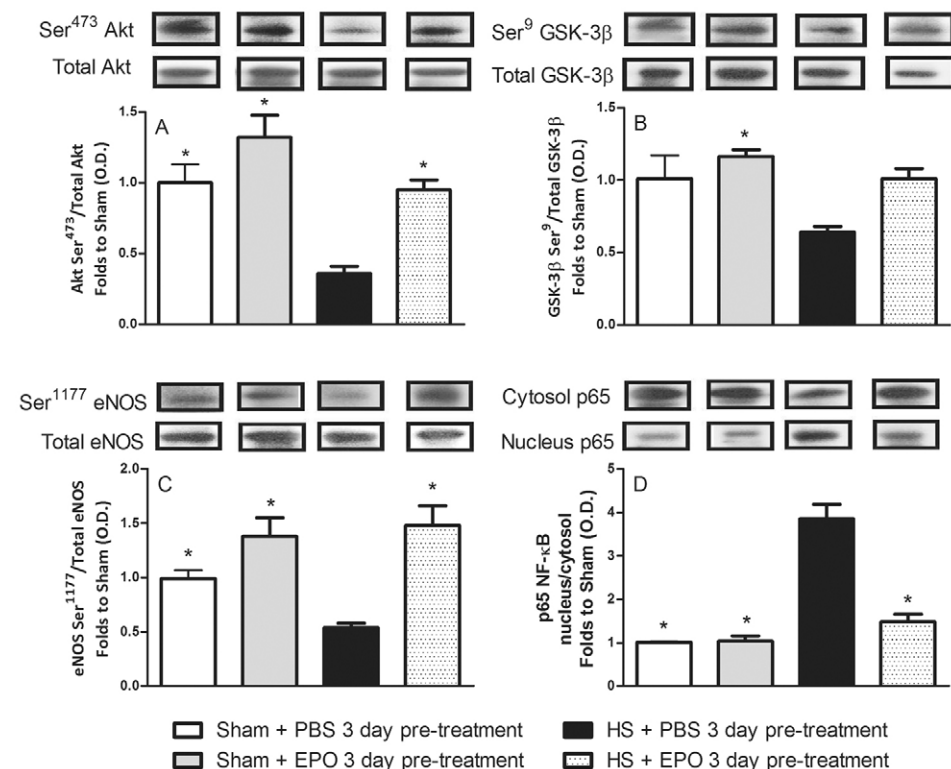 Ser⁴⁷³ Akt
Total Akt
A
*
*
*
1.5
1.0
0.5
0.0
Akt Ser⁴⁷³/Total Akt
Folds to Sham (O.D.)
Ser⁹ GSK-3β
Total GSK-3β
B
*
1.5
1.0
0.5
0.0
GSK-3β Ser⁹/Total GSK-3β
Folds to Sham (O.D.)
Ser¹¹⁷⁷ eNOS
Total eNOS
C
*
*
*
2.0
1.5
1.0
0.5
0.0
eNOS Ser¹¹⁷⁷/Total eNOS
Folds to Sham (O.D.)
Cytosol p65
Nucleus p65
D
*
*
*
5
4
3
2
1
0
p65 NF-κB
nucleus/cytosol
Folds to Sham (O.D.)
Sham + PBS 3 day pre-treatment
HS + PBS 3 day pre-treatment
Sham + EPO 3 day pre-treatment
HS + EPO 3 day pre-treatment